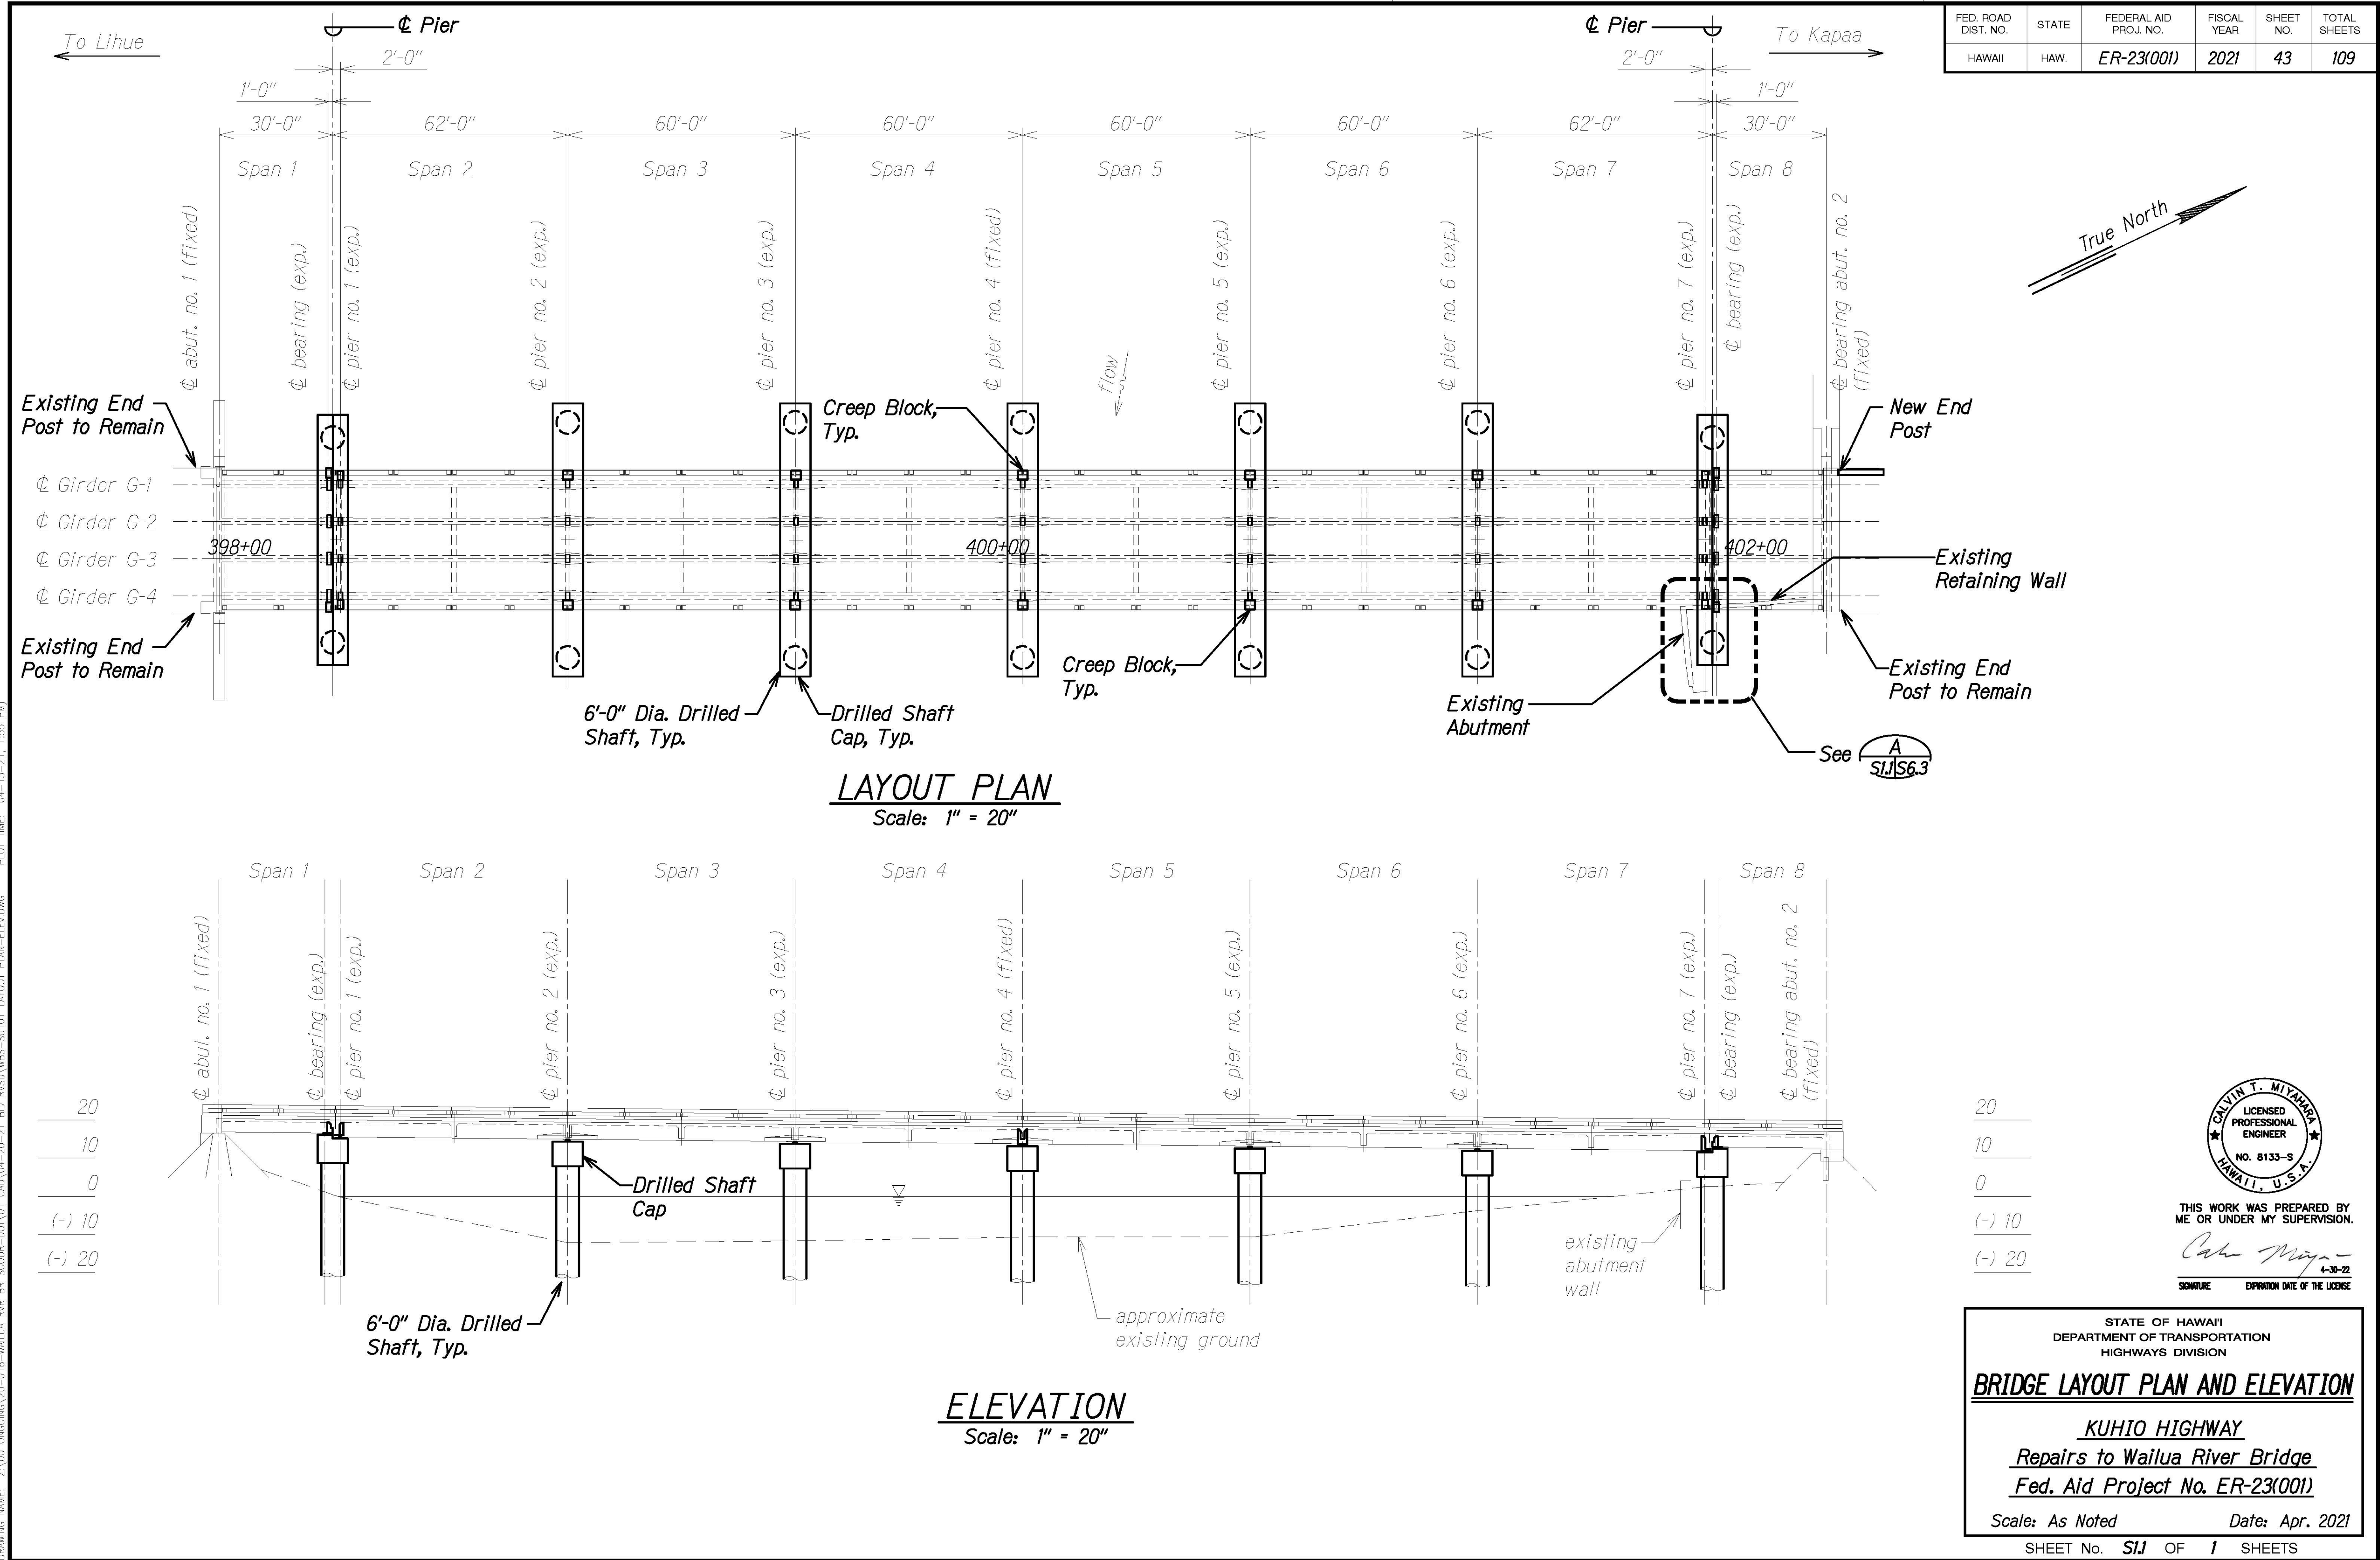 To Lihue
℄ Pier
2'-0"
1'-0"
30'-0"
62'-0"
60'-0"
60'-0"
60'-0"
60'-0"
62'-0"
30'-0"
℄ Pier
2'-0"
1'-0"
To Kapaa
FED. ROAD DIST. NO.
STATE
FEDERAL AID PROJ. NO.
FISCAL YEAR
SHEET NO.
TOTAL SHEETS
HAWAII
HAW.
ER-23(001)
2021
43
109
Span 1
Span 2
Span 3
Span 4
Span 5
Span 6
Span 7
Span 8
℄ abut. no. 1 (fixed)
℄ bearing (exp.)
℄ pier no. 1 (exp.)
℄ pier no. 2 (exp.)
℄ pier no. 3 (exp.)
℄ pier no. 4 (fixed)
flow
℄ pier no. 5 (exp.)
℄ pier no. 6 (exp.)
℄ pier no. 7 (exp.)
℄ bearing (exp.)
℄ bearing abut. no. 2
(fixed)
True North
Existing End
Post to Remain
Creep Block,
Typ.
New End
Post
℄ Girder G-1
℄ Girder G-2
℄ Girder G-3
℄ Girder G-4
398+00
400+00
402+00
Existing
Retaining Wall
Existing End
Post to Remain
6'-0" Dia. Drilled
Shaft, Typ.
Drilled Shaft
Cap, Typ.
Creep Block,
Typ.
Existing
Abutment
Existing End
Post to Remain
See
A
S1.1 S6.3
LAYOUT PLAN
Scale: 1" = 20"
Span 1
Span 2
Span 3
Span 4
Span 5
Span 6
Span 7
Span 8
℄ abut. no. 1 (fixed)
℄ bearing (exp.)
℄ pier no. 1 (exp.)
℄ pier no. 2 (exp.)
℄ pier no. 3 (exp.)
℄ pier no. 4 (fixed)
℄ pier no. 5 (exp.)
℄ pier no. 6 (exp.)
℄ pier no. 7 (exp.)
℄ bearing (exp.)
℄ bearing abut. no. 2
(fixed)
20
10
0
(-) 10
(-) 20
Drilled Shaft
Cap
6'-0" Dia. Drilled
Shaft, Typ.
approximate
existing ground
existing
abutment
wall
20
10
0
(-) 10
(-) 20
ELEVATION
Scale: 1" = 20"
CALVIN T. MIYAHARA
LICENSED
PROFESSIONAL
ENGINEER
NO. 8133-S
HAWAII, U.S.A.
THIS WORK WAS PREPARED BY
ME OR UNDER MY SUPERVISION.
4-30-22
SIGNATURE EXPIRATION DATE OF THE LICENSE
STATE OF HAWAI'I
DEPARTMENT OF TRANSPORTATION
HIGHWAYS DIVISION
BRIDGE LAYOUT PLAN AND ELEVATION
KUHIO HIGHWAY
Repairs to Wailua River Bridge
Fed. Aid Project No. ER-23(001)
Scale: As Noted Date: Apr. 2021
SHEET No. S1.1 OF 1 SHEETS